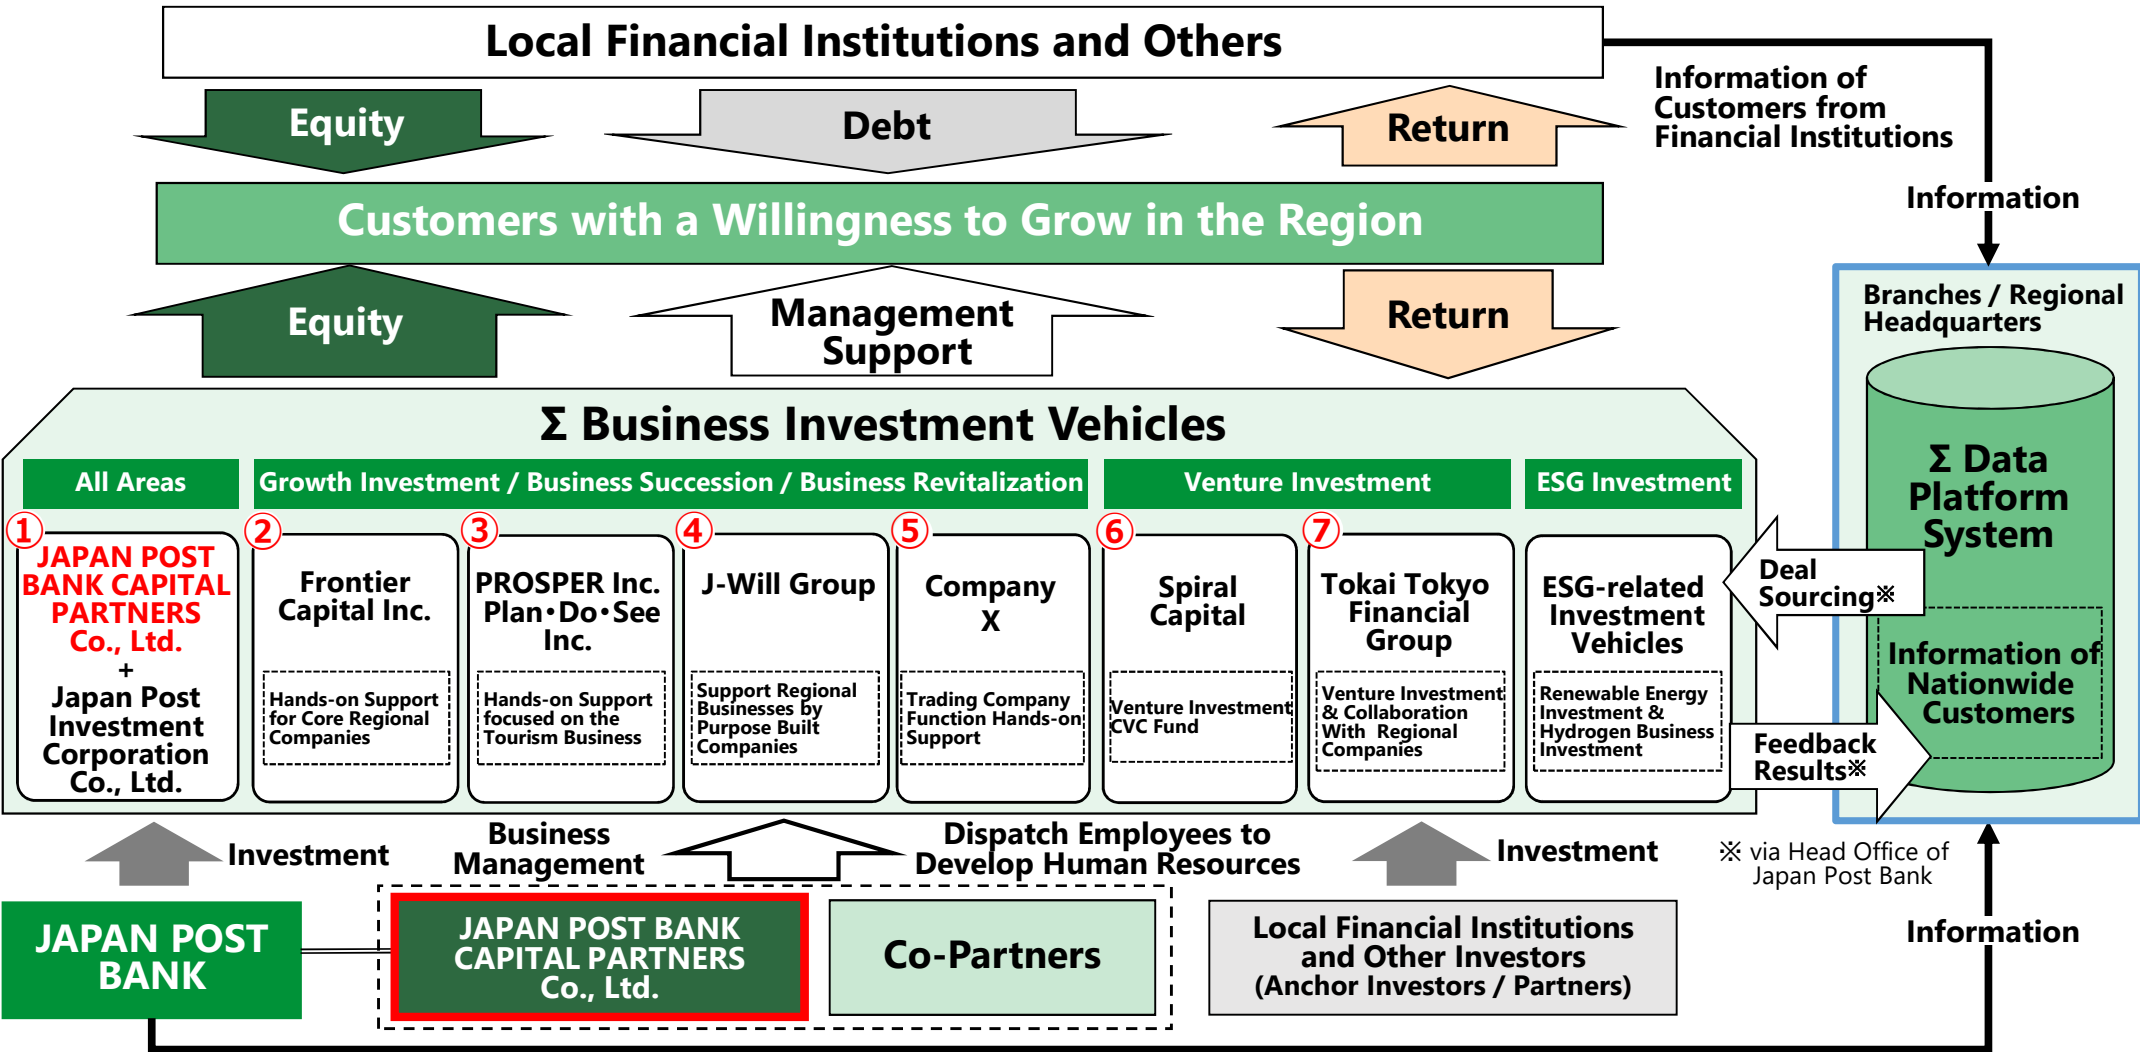 Local Financial Institutions and Others
Equity
Debt
Return
Information of
Customers from
Financial Institutions
Information
Customers with a Willingness to Grow in the Region
Equity
Management
Support
Return
Branches / Regional
Headquarters
Σ Business Investment Vehicles
All Areas
Growth Investment / Business Succession / Business Revitalization
Venture Investment
ESG Investment
①
JAPAN POST
BANK CAPITAL
PARTNERS
Co., Ltd.
+
Japan Post
Investment
Corporation
Co., Ltd.
②
Frontier
Capital Inc.
Hands-on Support
for Core Regional
Companies
③
PROSPER Inc.
Plan・Do・See
Inc.
Hands-on Support
focused on the
Tourism Business
④
J-Will Group
Support Regional
Businesses by
Purpose Built
Companies
⑤
Company
X
Trading Company
Function Hands-on
Support
⑥
Spiral
Capital
Venture Investment
CVC Fund
⑦
Tokai Tokyo
Financial
Group
Venture Investment
& Collaboration
With Regional
Companies
ESG-related
Investment
Vehicles
Renewable Energy
Investment &
Hydrogen Business
Investment
Σ Data
Platform
System
Deal
Sourcing※
Information of
Nationwide
Customers
Feedback
Results※
Investment
Business
Management
Dispatch Employees to
Develop Human Resources
Investment
※ via Head Office of
Japan Post Bank
JAPAN POST
BANK
JAPAN POST BANK
CAPITAL PARTNERS
Co., Ltd.
Co-Partners
Local Financial Institutions
and Other Investors
(Anchor Investors / Partners)
Information